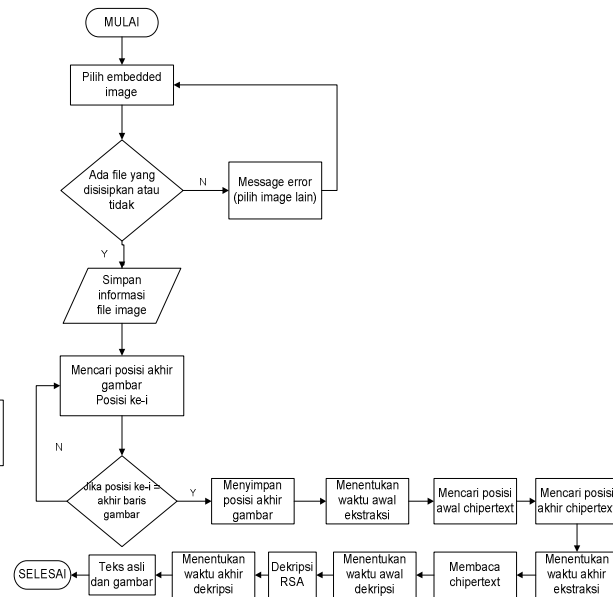 MULAI
Pilih embedded
image
Ada file yang
disisipkan atau
tidak
N
Message error
(pilih image lain)
Y
Simpan
informasi
file image
Mencari posisi akhir
gambar
Posisi ke-i
N
Jika posisi ke-i =
akhir baris
gambar
Y
Menyimpan
posisi akhir
gambar
Menentukan
waktu awal
ekstraksi
Mencari posisi
awal chipertext
Mencari posisi
akhir chipertext
Menentukan
waktu akhir
ekstraksi
Membaca
chipertext
Menentukan
waktu awal
dekripsi
Dekripsi
RSA
Menentukan
waktu akhir
dekripsi
Teks asli
dan gambar
SELESAI